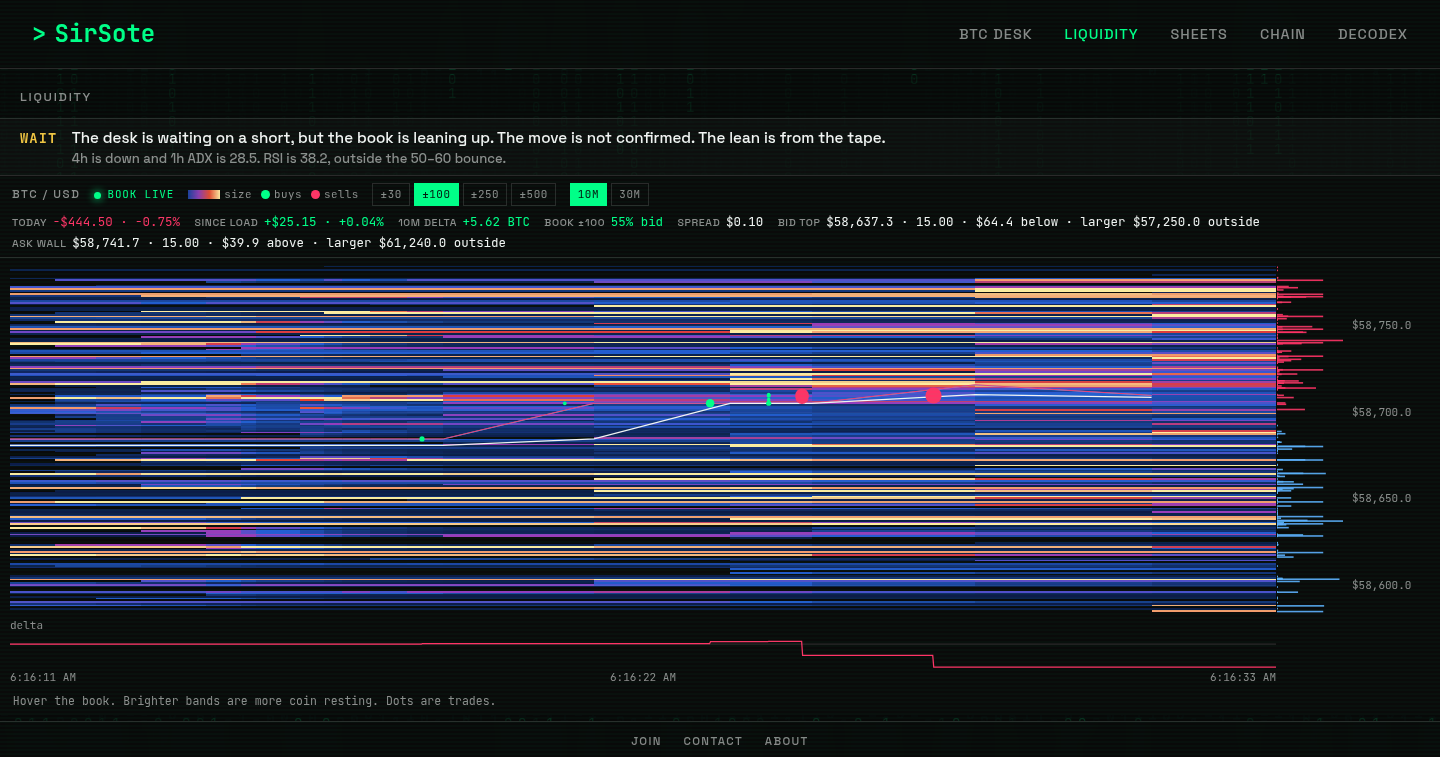 > SirSote
BTC DESK LIQUIDITY SHEETS CHAIN DECODEX
LIQUIDITY
WAIT The desk is waiting on a short, but the book is leaning up. The move is not confirmed. The lean is from the tape.
4h is down and 1h ADX is 28.5. RSI is 38.2, outside the 50–60 bounce.
BTC / USD BOOK LIVE size buys sells ±30 ±100 ±250 ±500 10M 30M
TODAY -$444.50 · -0.75% SINCE LOAD +$25.15 · +0.04% 10M DELTA +5.62 BTC BOOK ±100 55% bid SPREAD $0.10 BID TOP $58,637.3 · 15.00 · $64.4 below · larger $57,250.0 outside
ASK WALL $58,741.7 · 15.00 · $39.9 above · larger $61,240.0 outside
$58,750.0
$58,700.0
$58,650.0
$58,600.0
delta
6:16:11 AM 6:16:22 AM 6:16:33 AM
Hover the book. Brighter bands are more coin resting. Dots are trades.
JOIN CONTACT ABOUT